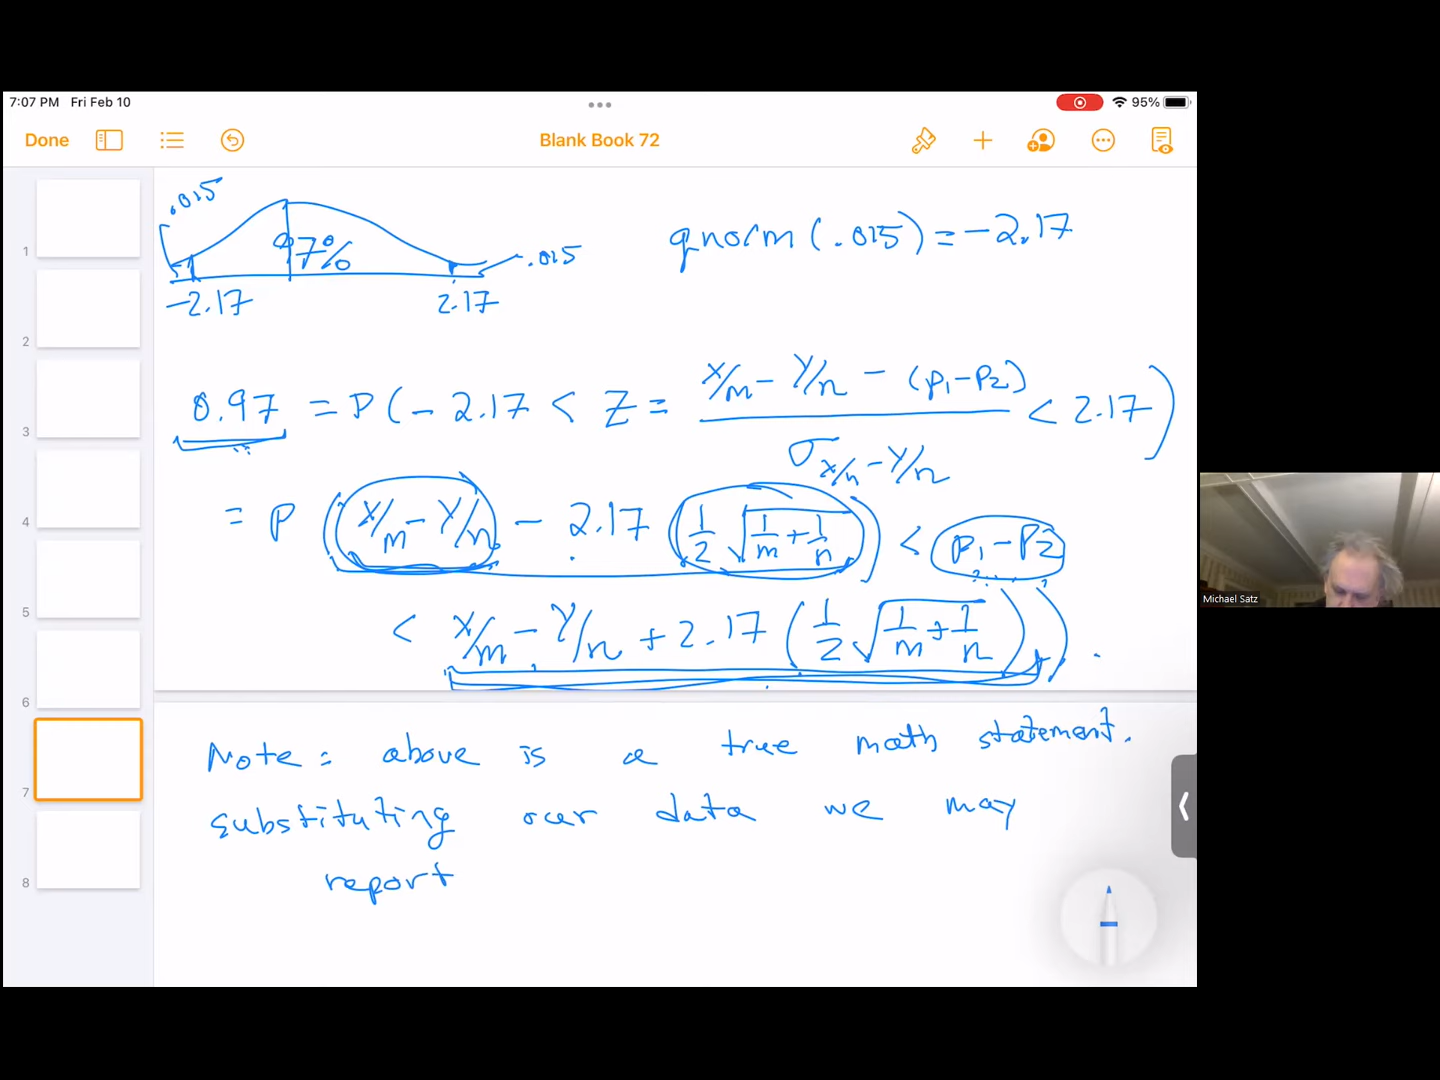 7:07 PM Fri Feb 10
95%
Done
Blank Book 72
1
2
3
4
5
6
7
8
.015
97%
.015
-2.17
2.17
qnorm(.015) = -2.17
0.97 = P(-2.17 < Z = X/m - Y/n - (p₁-p₂) < 2.17)
σ X/n - Y/n
= P ((X/m - Y/n - 2.17 (1/2 √(1/m + 1/n))) < p₁ - p₂
< X/m - Y/n + 2.17 (1/2 √(1/m + 1/n))) .
Note: above is a true math statement.
substituting our data we may
report
Michael Satz